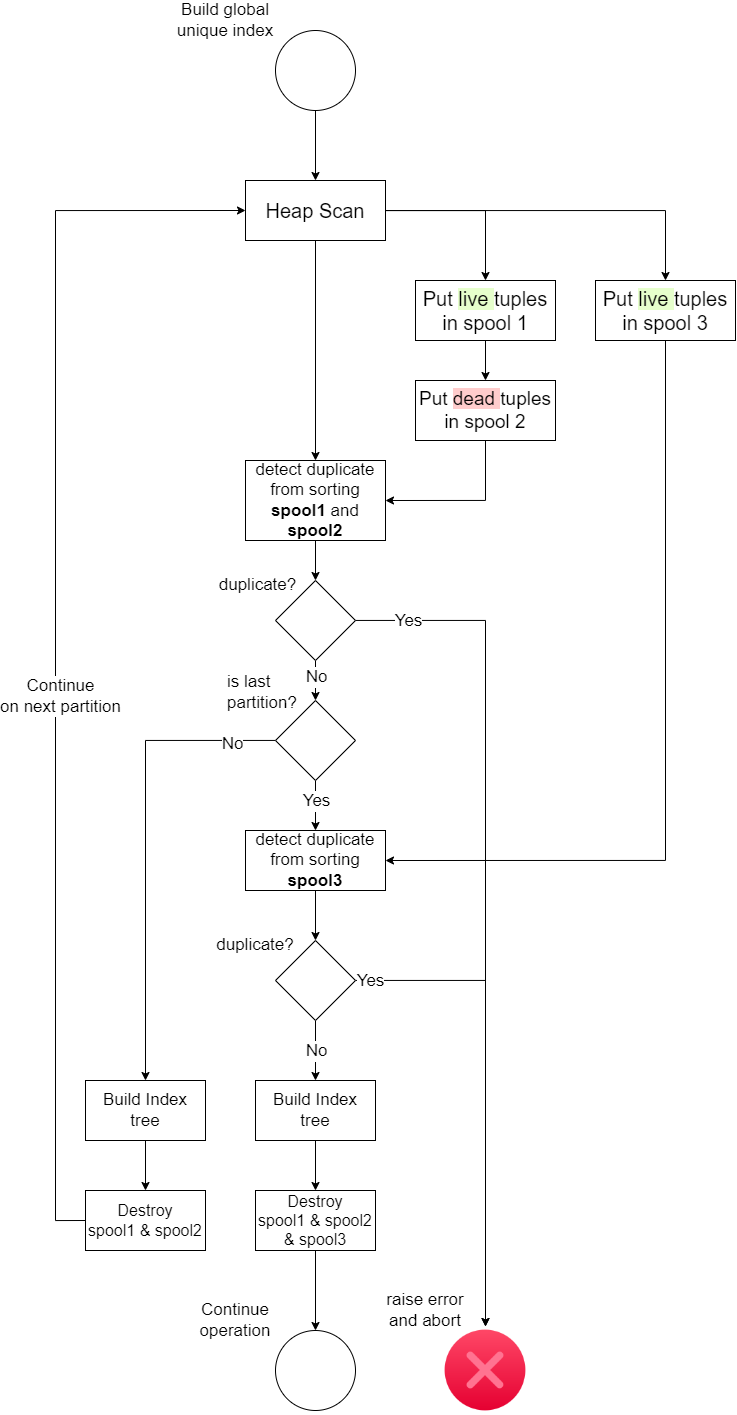 Build global
unique index
Heap Scan
Put live tuples
in spool 1
Put live tuples
in spool 3
Put dead tuples
in spool 2
detect duplicate
from sorting
spool1 and
spool2
duplicate?
Yes
No
Continue
on next partition
is last
partition?
No
Yes
detect duplicate
from sorting
spool3
duplicate?
Yes
No
Build Index
tree
Build Index
tree
Destroy
spool1 & spool2
Destroy
spool1 & spool2
& spool3
Continue
operation
raise error
and abort